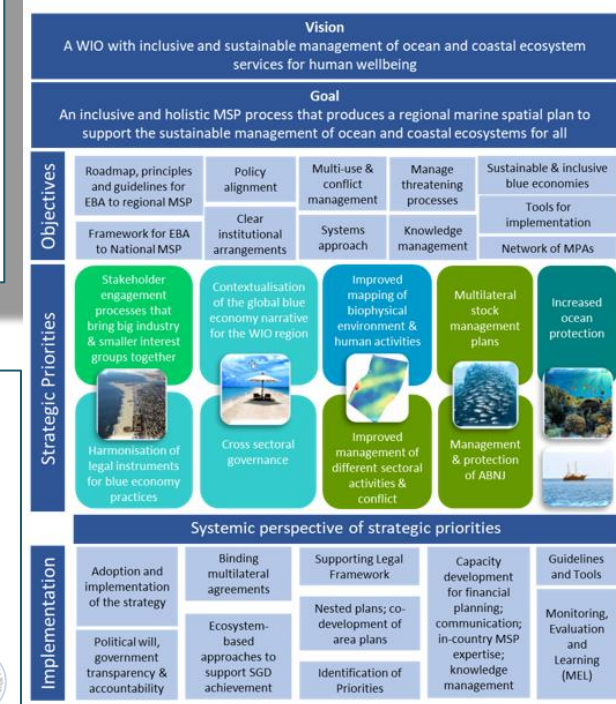 Vision
A WIO with inclusive and sustainable management of ocean and coastal ecosystem
services for human wellbeing
Goal
An inclusive and holistic MSP process that produces a regional marine spatial plan to
support the sustainable management of ocean and coastal ecosystems for all
Objectives
Roadmap, principles
and guidelines for
EBA to regional MSP
Framework for EBA
to National MSP
Policy
alignment
Clear
institutional
arrangements
Multi-use &
conflict
management
Systems
approach
Manage
threatening
processes
Knowledge
management
Sustainable & inclusive
blue economies
Tools for
implementation
Network of MPAs
Strategic Priorities
Stakeholder
engagement
processes that
bring big industry
& smaller interest
groups together
Harmonisation of
legal instruments
for blue economy
practices
Contextualisation
of the global blue
economy narrative
for the WIO region
Cross sectoral
governance
Improved
mapping of
biophysical
environment &
human activities
Improved
management of
different sectoral
activities &
conflict
Multilateral
stock
management
plans
Management
& protection
of ABNJ
Increased
ocean
protection
Systemic perspective of strategic priorities
Implementation
Adoption and
implementation
of the strategy
Political will,
government
transparency &
accountability
Binding
multilateral
agreements
Ecosystem-
based
approaches to
support SGD
achievement
Supporting Legal
Framework
Nested plans; co-
development of
area plans
Identification of
Priorities
Capacity
development
for financial
planning;
communication;
in-country MSP
expertise;
knowledge
management
Guidelines
and Tools
Monitoring,
Evaluation
and
Learning
(MEL)